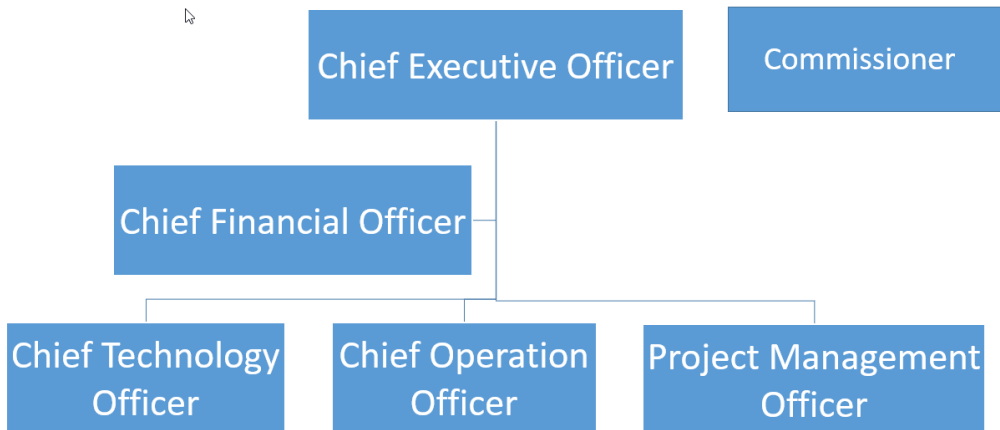 Chief Executive Officer
Commissioner
Chief Financial Officer
Chief Technology
Officer
Chief Operation
Officer
Project Management
Officer